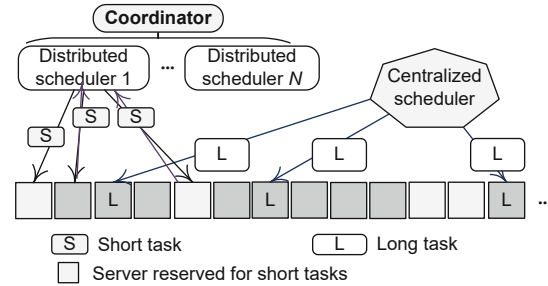 Coordinator
Distributed
scheduler 1
...
Distributed
scheduler N
Centralized
scheduler
S
S
S
L
L
L
L
L
L
..
S Short task
L Long task
Server reserved for short tasks